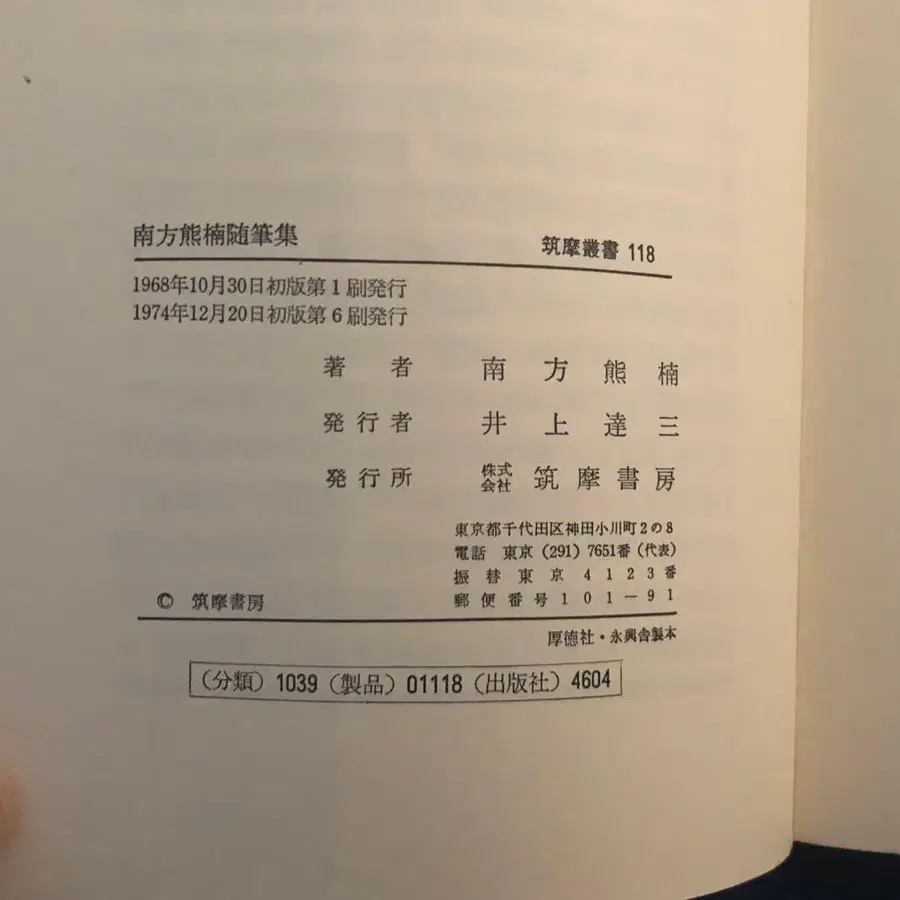 南方熊楠随筆集 筑摩叢書 118
1968年10月30日初版第1刷発行
1974年12月20日初版第6刷発行
著者 南方熊楠
発行者 井上達三
発行所 株式会社 筑摩書房
東京都千代田区神田小川町2の8
電話 東京(291)7651番(代表)
振替東京4123番
郵便番号101-91
© 筑摩書房
厚徳社・永興舎製本
(分類)1039(製品)01118(出版社)4604